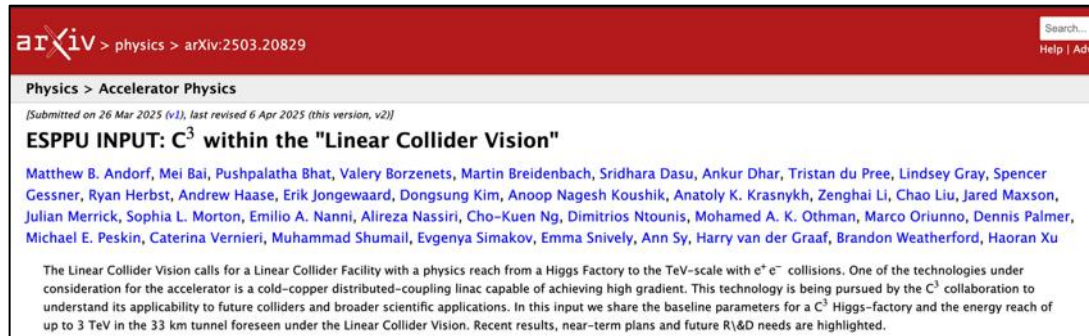 Search...
arXiv > physics > arXiv:2503.20829
Help | Adv
Physics > Accelerator Physics
[Submitted on 26 Mar 2025 (v1), last revised 6 Apr 2025 (this version, v2)]
ESPPU INPUT: C³ within the "Linear Collider Vision"
Matthew B. Andorf, Mei Bai, Pushpalatha Bhat, Valery Borzenets, Martin Breidenbach, Sridhara Dasu, Ankur Dhar, Tristan du Pree, Lindsey Gray, Spencer
Gessner, Ryan Herbst, Andrew Haase, Erik Jongewaard, Dongsung Kim, Anoop Nagesh Koushik, Anatoly K. Krasnykh, Zenghai Li, Chao Liu, Jared Maxson,
Julian Merrick, Sophia L. Morton, Emilio A. Nanni, Alireza Nassiri, Cho-Kuen Ng, Dimitrios Ntounis, Mohamed A. K. Othman, Marco Oriunno, Dennis Palmer,
Michael E. Peskin, Caterina Vernieri, Muhammad Shumail, Evgenya Simakov, Emma Snively, Ann Sy, Harry van der Graaf, Brandon Weatherford, Haoran Xu
The Linear Collider Vision calls for a Linear Collider Facility with a physics reach from a Higgs Factory to the TeV-scale with e⁺e⁻ collisions. One of the technologies under
consideration for the accelerator is a cold-copper distributed-coupling linac capable of achieving high gradient. This technology is being pursued by the C³ collaboration to
understand its applicability to future colliders and broader scientific applications. In this input we share the baseline parameters for a C³ Higgs-factory and the energy reach of
up to 3 TeV in the 33 km tunnel foreseen under the Linear Collider Vision. Recent results, near-term plans and future R\&D needs are highlighted.